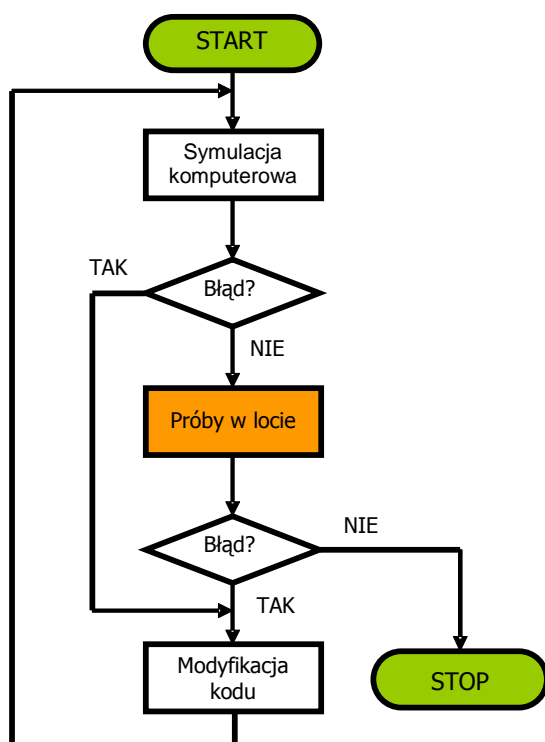 START
Symulacja
komputerowa
TAK
Błąd?
NIE
Próby w locie
Błąd?
NIE
TAK
Modyfikacja
kodu
STOP